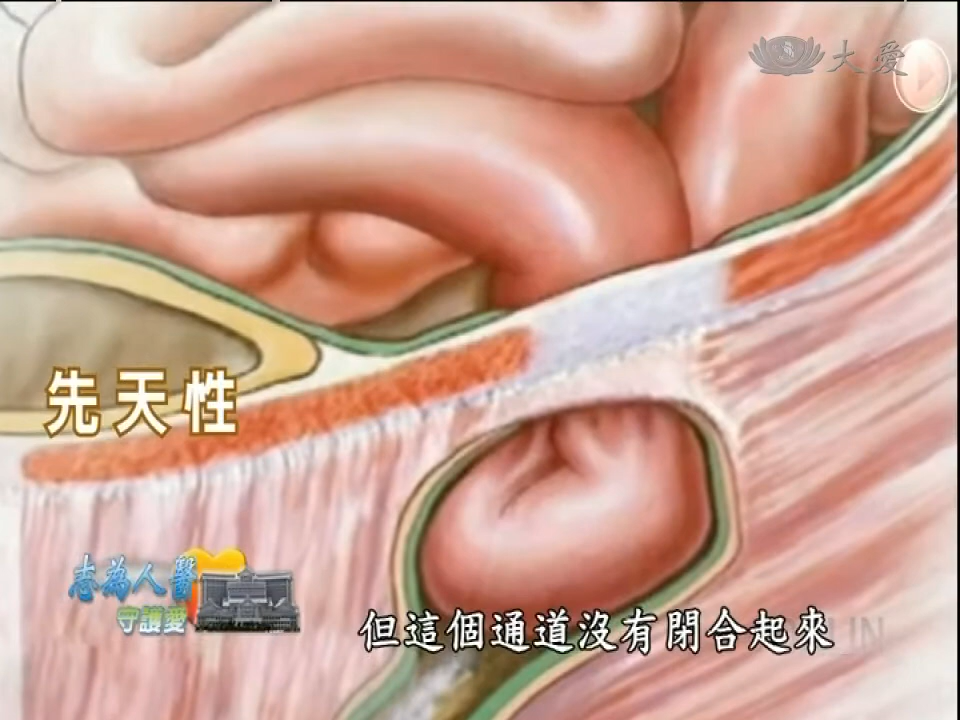 大愛
先天性
志為人醫
守護愛
但這個通道沒有閉合起來